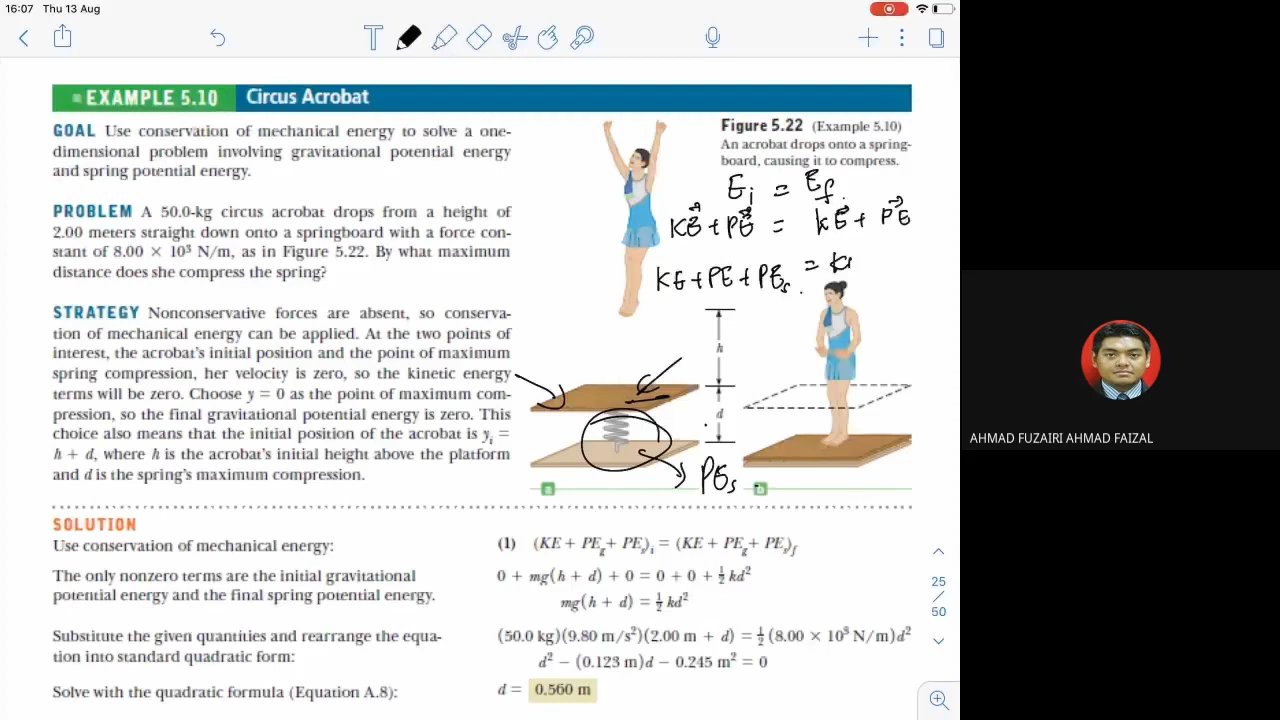 16:07 Thu 13 Aug
EXAMPLE 5.10 Circus Acrobat
GOAL Use conservation of mechanical energy to solve a one-
dimensional problem involving gravitational potential energy
and spring potential energy.
PROBLEM A 50.0-kg circus acrobat drops from a height of
2.00 meters straight down onto a springboard with a force con-
stant of 8.00 × 10³ N/m, as in Figure 5.22. By what maximum
distance does she compress the spring?
STRATEGY Nonconservative forces are absent, so conserva-
tion of mechanical energy can be applied. At the two points of
interest, the acrobat's initial position and the point of maximum
spring compression, her velocity is zero, so the kinetic energy
terms will be zero. Choose y = 0 as the point of maximum com-
pression, so the final gravitational potential energy is zero. This
choice also means that the initial position of the acrobat is yᵢ =
h + d, where h is the acrobat's initial height above the platform
and d is the spring's maximum compression.
Figure 5.22 (Example 5.10)
An acrobat drops onto a spring-
board, causing it to compress.
Ei = Ef.
KE + PE = KE + PE
KE + PE + PEs. = K
h
d
PEs
SOLUTION
Use conservation of mechanical energy:
(1) (KE + PE_g + PE_s)_i = (KE + PE_g + PE_s)_f
The only nonzero terms are the initial gravitational
potential energy and the final spring potential energy.
0 + mg(h + d) + 0 = 0 + 0 + ½ kd²
mg(h + d) = ½ kd²
Substitute the given quantities and rearrange the equa-
tion into standard quadratic form:
(50.0 kg)(9.80 m/s²)(2.00 m + d) = ½ (8.00 × 10³ N/m)d²
d² − (0.123 m)d − 0.245 m² = 0
Solve with the quadratic formula (Equation A.8):
d = 0.560 m
25
/
50
AHMAD FUZAIRI AHMAD FAIZAL